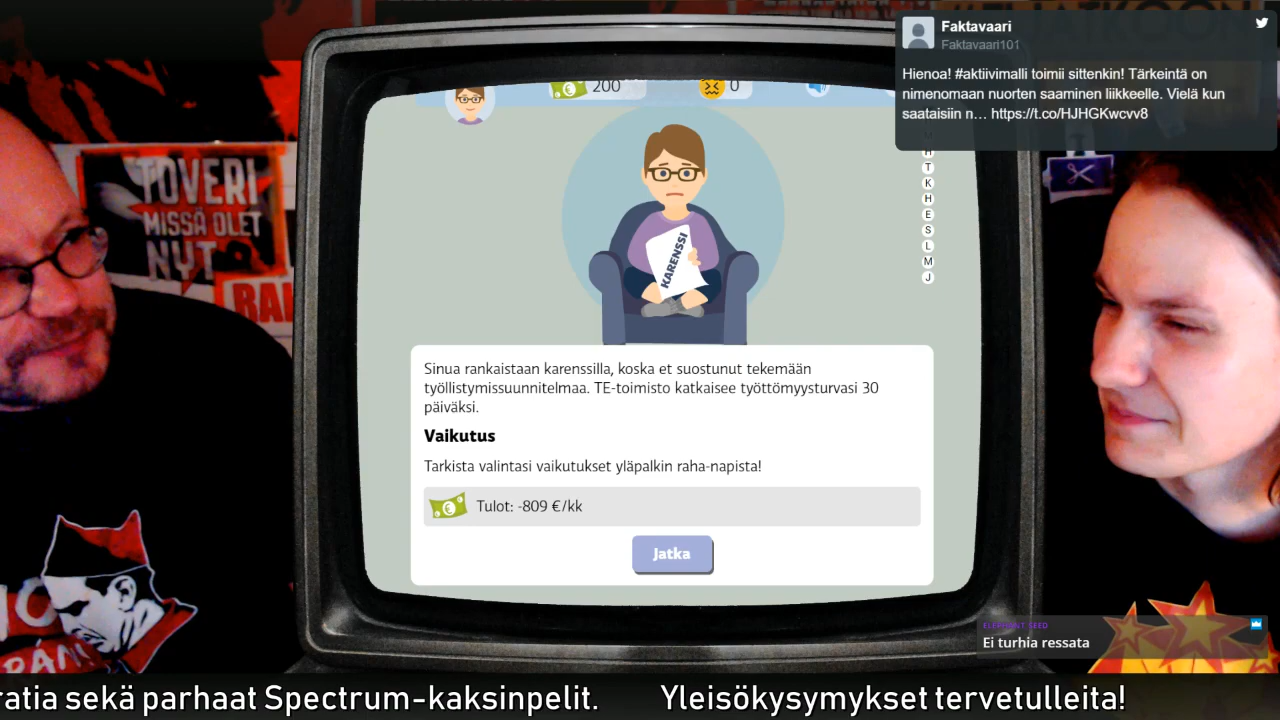 Faktavaari
Faktavaari101
Hienoa! #aktiivimalli toimii sittenkin! Tärkeintä on
nimenomaan nuorten saaminen liikkeelle. Vielä kun
saataisiin n… https://t.co/HJHGKwcvv8
200
0
H
T
K
H
E
S
L
M
J
TOVERI
MISSÄ OLET
NYT
KARENSSI
Sinua rankaistaan karenssilla, koska et suostunut tekemään
työllistymissuunnitelmaa. TE-toimisto katkaisee työttömyysturvasi 30
päiväksi.
Vaikutus
Tarkista valintasi vaikutukset yläpalkin raha-napista!
Tulot: -809 €/kk
Jatka
ELEPHANT SEED
Ei turhia ressata
ratia sekä parhaat Spectrum-kaksinpelit. Yleisökysymykset tervetulleita!